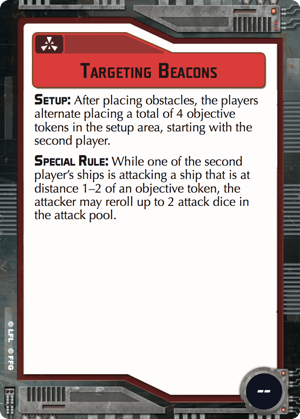 TARGETING BEACONS
SETUP: After placing obstacles, the players
alternate placing a total of 4 objective
tokens in the setup area, starting with the
second player.
SPECIAL RULE: While one of the second
player's ships is attacking a ship that is at
distance 1–2 of an objective token, the
attacker may reroll up to 2 attack dice in
the attack pool.
© LFL © FFG
--